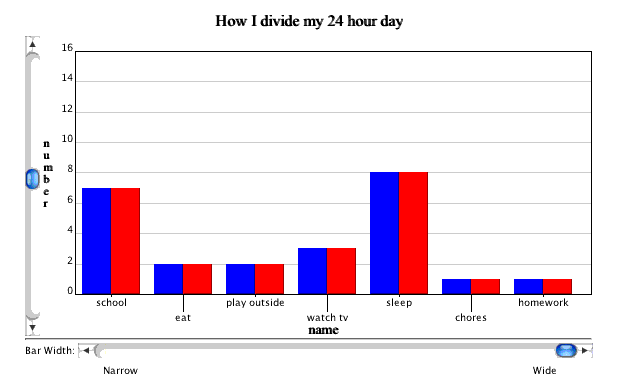 How I divide my 24 hour day
number
16
14
12
10
8
6
4
2
0
school
eat
play outside
watch tv
sleep
chores
homework
name
Bar Width:
Narrow
Wide